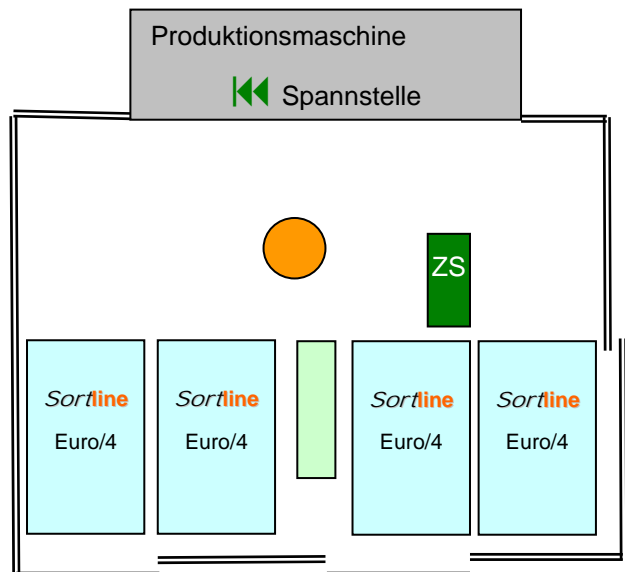 Produktionsmaschine
Spannstelle
ZS
Sortline
Euro/4
Sortline
Euro/4
Sortline
Euro/4
Sortline
Euro/4